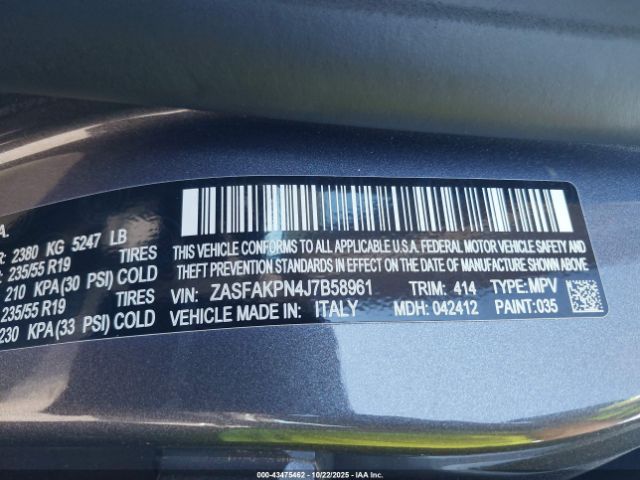 A.
2380 KG 5247 LB
235/55 R19 TIRES
210 KPA(30 PSI) COLD
235/55 R19 TIRES
230 KPA(33 PSI) COLD
THIS VEHICLE CONFORMS TO ALL APPLICABLE U.S.A. FEDERAL MOTOR VEHICLE SAFETY AND
THEFT PREVENTION STANDARDS IN EFFECT ON THE DATE OF MANUFACTURE SHOWN ABOVE.
VIN: ZASFAKPN4J7B58961 TRIM: 414 TYPE: MPV
VEHICLE MADE IN: ITALY MDH: 042412 PAINT: 035
000-43475462 10/22/2025 IAAI.COM